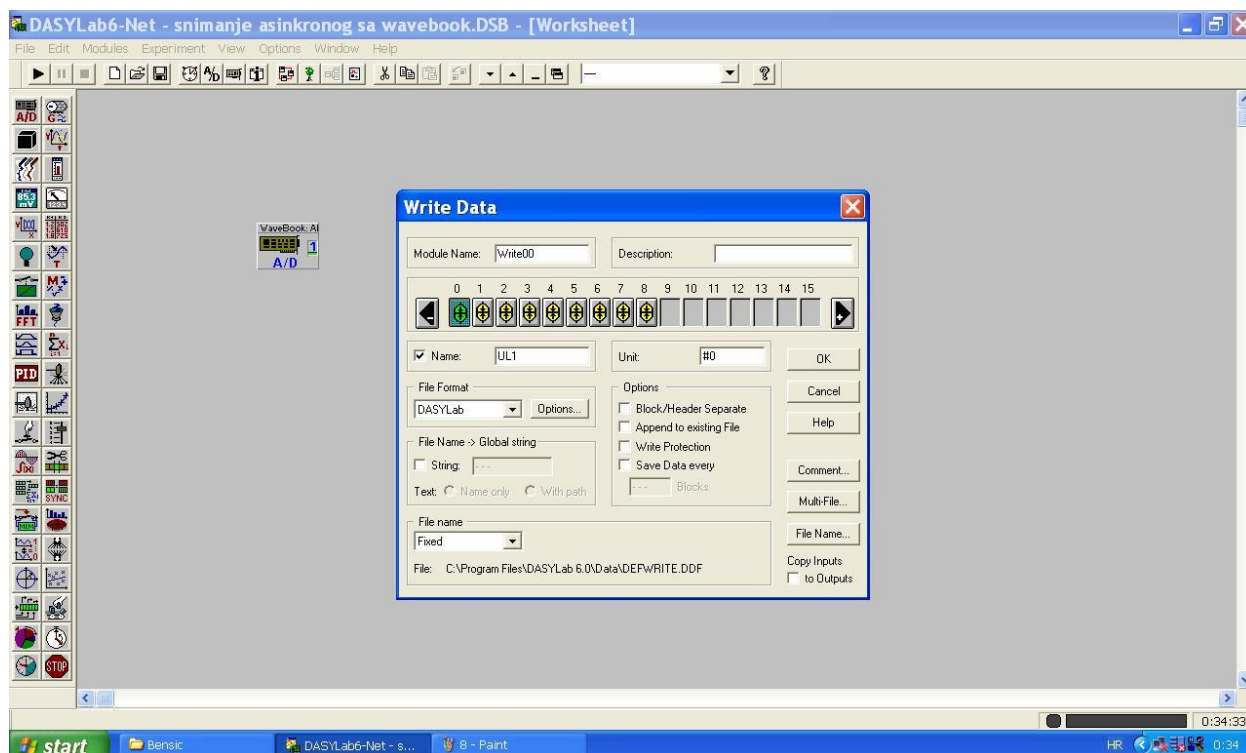 DASYLab6-Net - snimanje asinkronog sa wavebook.DSB - [Worksheet]
File Edit Modules Experiment View Options Window Help
A/D
WaveBook: AI
1
A/D
FFT
PID
SYNC
STOP
Write Data
Module Name: Write00 Description:
0 1 2 3 4 5 6 7 8 9 10 11 12 13 14 15
Name: UL1 Unit: #0 OK
File Format Options Cancel
DASYLab Options... Block/Header Separate
Append to existing File Help
File Name -> Global string Write Protection
String: - - - Save Data every Comment...
Text: Name only With path - - - Blocks
Multi-File...
File name File Name...
Fixed
Copy Inputs
File: C:\Program Files\DASYLab 6.0\Data\DEFWRITE.DDF to Outputs
0:34:33
start Bensic DASYLab6-Net - s... 8 - Paint HR 0:34